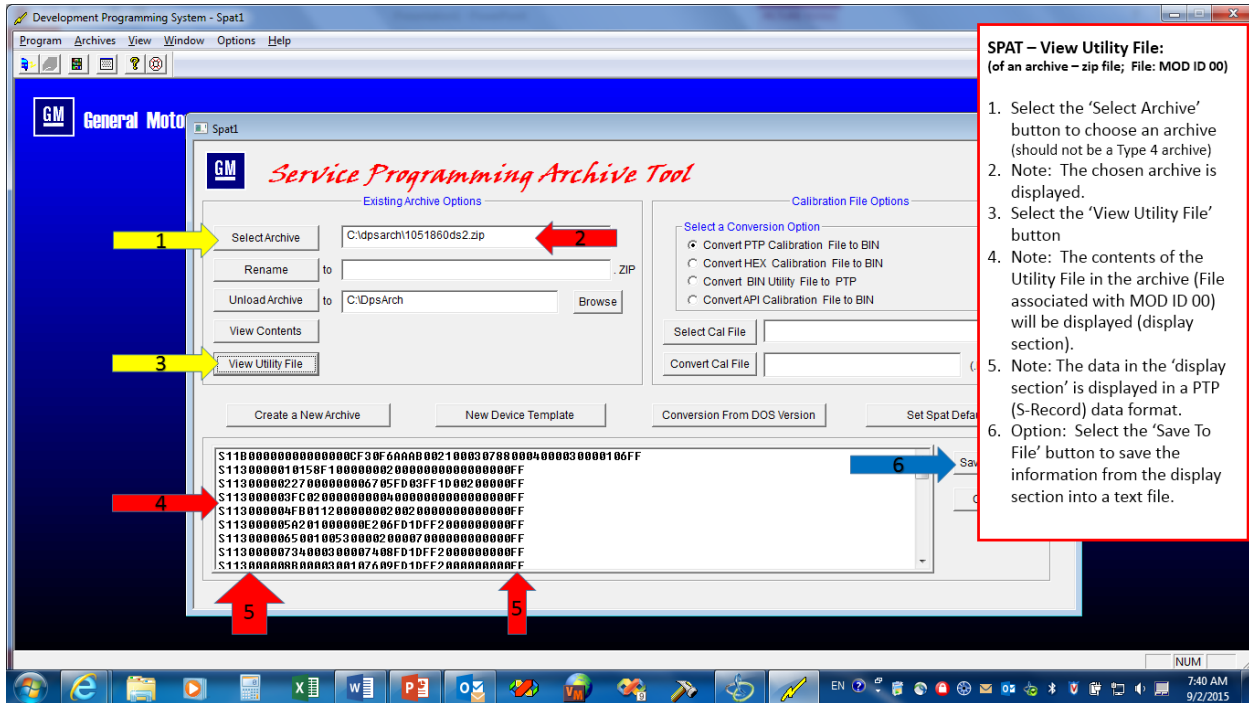 Development Programming System - Spat1
Program Archives View Window Options Help
GM General Moto
Spat1
GM Service Programming Archive Tool
Existing Archive Options
Select Archive C:\dpsarch\1051860ds2.zip
Rename to . ZIP
Unload Archive to C:\DpsArch Browse
View Contents
View Utility File
Calibration File Options
Select a Conversion Option
Convert PTP Calibration File to BIN
Convert HEX Calibration File to BIN
Convert BIN Utility File to PTP
Convert API Calibration File to BIN
Select Cal File
Convert Cal File (.
Create a New Archive New Device Template Conversion From DOS Version Set Spat Defa
S11B00000000000000CF30F6AAAB0021000307880004000030000106FF
S1130000010158F10000000200000000000000FF
S11300000227000000006705FD03FF1D00200000FF
S113000003FC02000000000400000000000000FF
S113000004FB0112000000020020000000000000FF
S113000005A201000000E206FD1DFF2000000000FF
S1130000065001005300002000070000000000FF
S11300000734000300007408FD1DFF2000000000FF
S113000008B0000300107609FD1DFF2000000000FF
Sav
C
1
2
3
4
5
5
6
SPAT – View Utility File:
(of an archive – zip file; File: MOD ID 00)
1. Select the ‘Select Archive’
button to choose an archive
(should not be a Type 4 archive)
2. Note: The chosen archive is
displayed.
3. Select the ‘View Utility File’
button
4. Note: The contents of the
Utility File in the archive (File
associated with MOD ID 00)
will be displayed (display
section).
5. Note: The data in the ‘display
section’ is displayed in a PTP
(S-Record) data format.
6. Option: Select the ‘Save To
File’ button to save the
information from the display
section into a text file.
NUM
EN
7:40 AM
9/2/2015